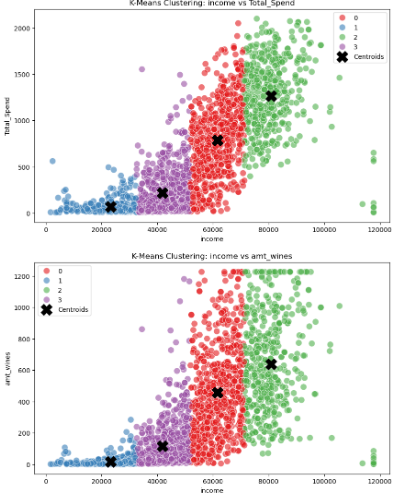 K-Means Clustering: income vs Total_Spend
2000
1500
1000
500
0
Total_Spend
0
1
2
3
Centroids
0 20000 40000 60000 80000 100000 120000
income
K-Means Clustering: income vs amt_wines
1200
1000
800
600
400
200
0
amt_wines
0
1
2
3
Centroids
0 20000 40000 60000 80000 100000 120000
income